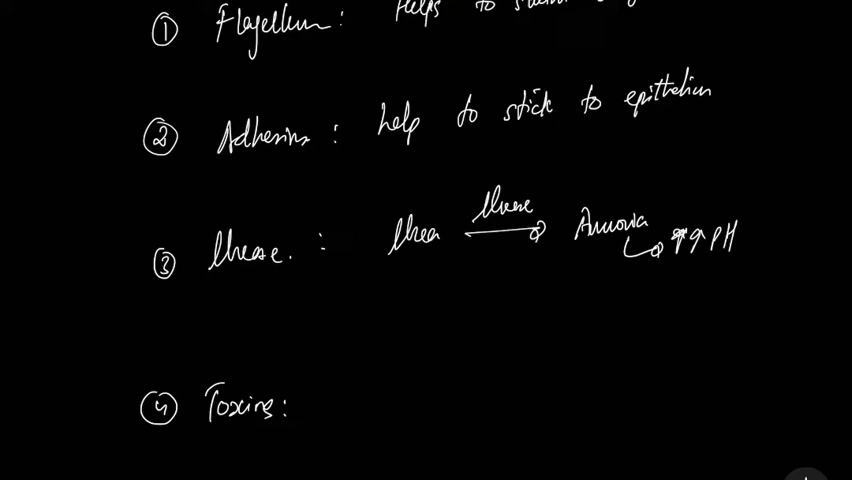 ① Flagellum : Helps to
② Adhesins : help to stick to epithelium
③ Urease. : Urea Urease → Ammonia ↳ ↑↑ PH
④ Toxins :